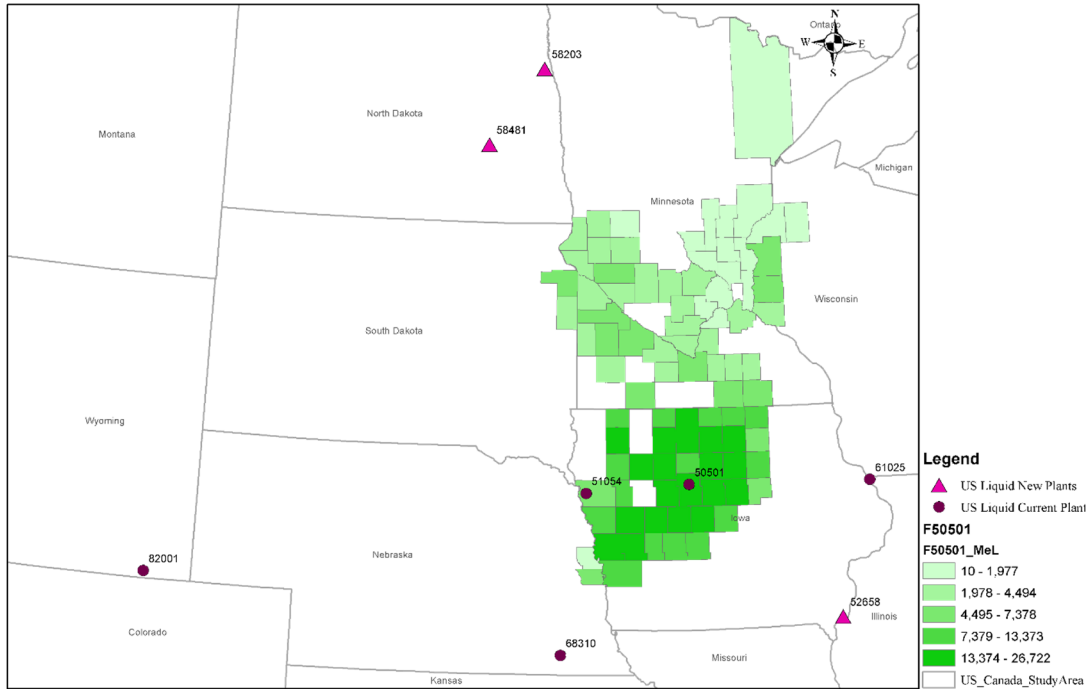 Ontario
N
W E
S
58203
Montana
North Dakota
58481
Michigan
Minnesota
Wisconsin
South Dakota
Wyoming
Legend
US Liquid New Plants
US Liquid Current Plant
F50501
F50501_MeL
10 - 1,977
1,978 - 4,494
4,495 - 7,378
7,379 - 13,373
13,374 - 26,722
US_Canada_StudyArea
61025
50501
51054
Iowa
82001
Nebraska
52658
Illinois
Colorado
68310
Missouri
Kansas